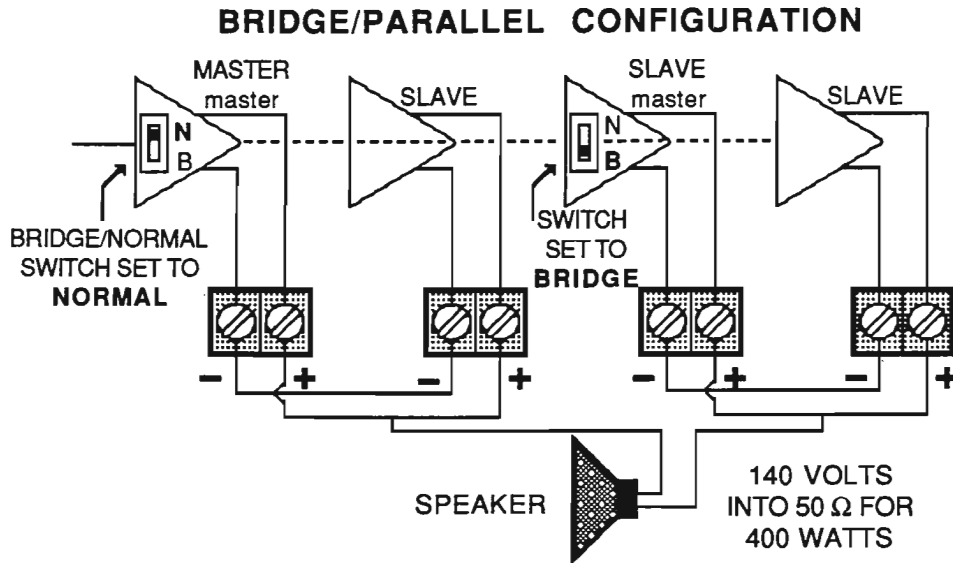 BRIDGE/PARALLEL CONFIGURATION
MASTER
master
SLAVE
SLAVE
master
SLAVE
N
B
N
B
BRIDGE/NORMAL
SWITCH SET TO
NORMAL
SWITCH
SET TO
BRIDGE
− + − + − + − +
SPEAKER
140 VOLTS
INTO 50 Ω FOR
400 WATTS